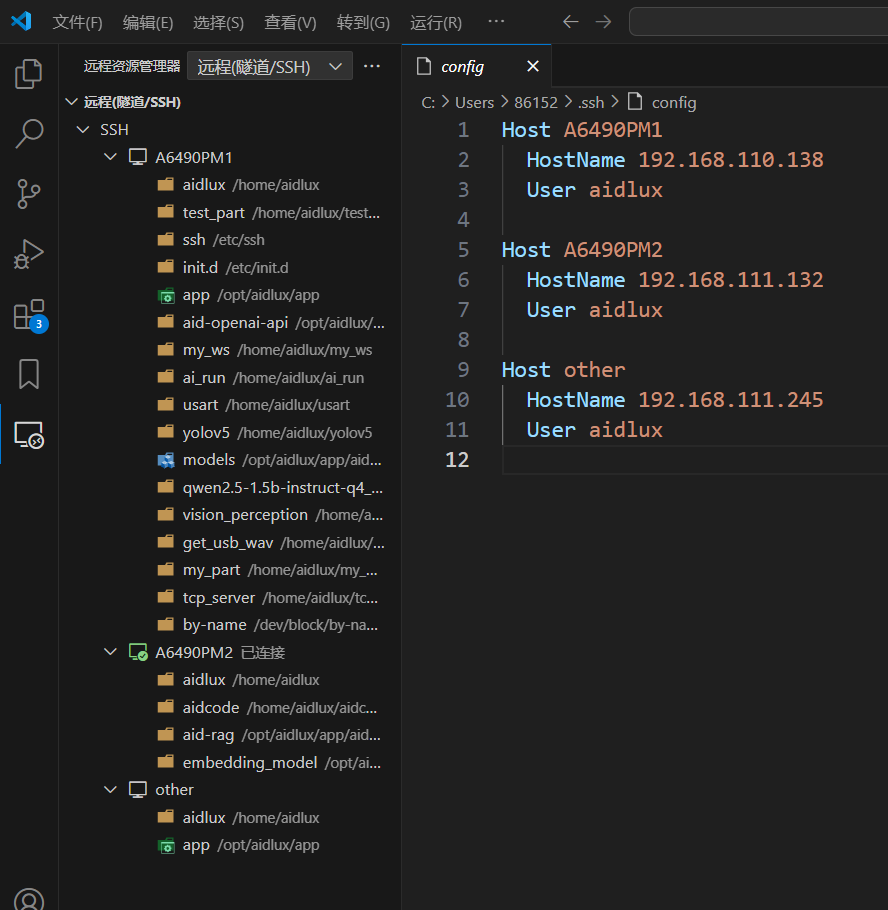 文件(F) 编辑(E) 选择(S) 查看(V) 转到(G) 运行(R) ···
远程资源管理器 远程(隧道/SSH) ···
远程(隧道/SSH)
SSH
A6490PM1
aidlux /home/aidlux
test_part /home/aidlux/test...
ssh /etc/ssh
init.d /etc/init.d
app /opt/aidlux/app
aid-openai-api /opt/aidlux/...
my_ws /home/aidlux/my_ws
ai_run /home/aidlux/ai_run
usart /home/aidlux/usart
yolov5 /home/aidlux/yolov5
models /opt/aidlux/app/aid...
qwen2.5-1.5b-instruct-q4_...
vision_perception /home/a...
get_usb_wav /home/aidlux/...
my_part /home/aidlux/my_...
tcp_server /home/aidlux/tc...
by-name /dev/block/by-na...
A6490PM2 已连接
aidlux /home/aidlux
aidcode /home/aidlux/aidc...
aid-rag /opt/aidlux/app/aid...
embedding_model /opt/ai...
other
aidlux /home/aidlux
app /opt/aidlux/app
3
config
C: > Users > 86152 > .ssh > config
1 Host A6490PM1
2 HostName 192.168.110.138
3 User aidlux
4
5 Host A6490PM2
6 HostName 192.168.111.132
7 User aidlux
8
9 Host other
10 HostName 192.168.111.245
11 User aidlux
12